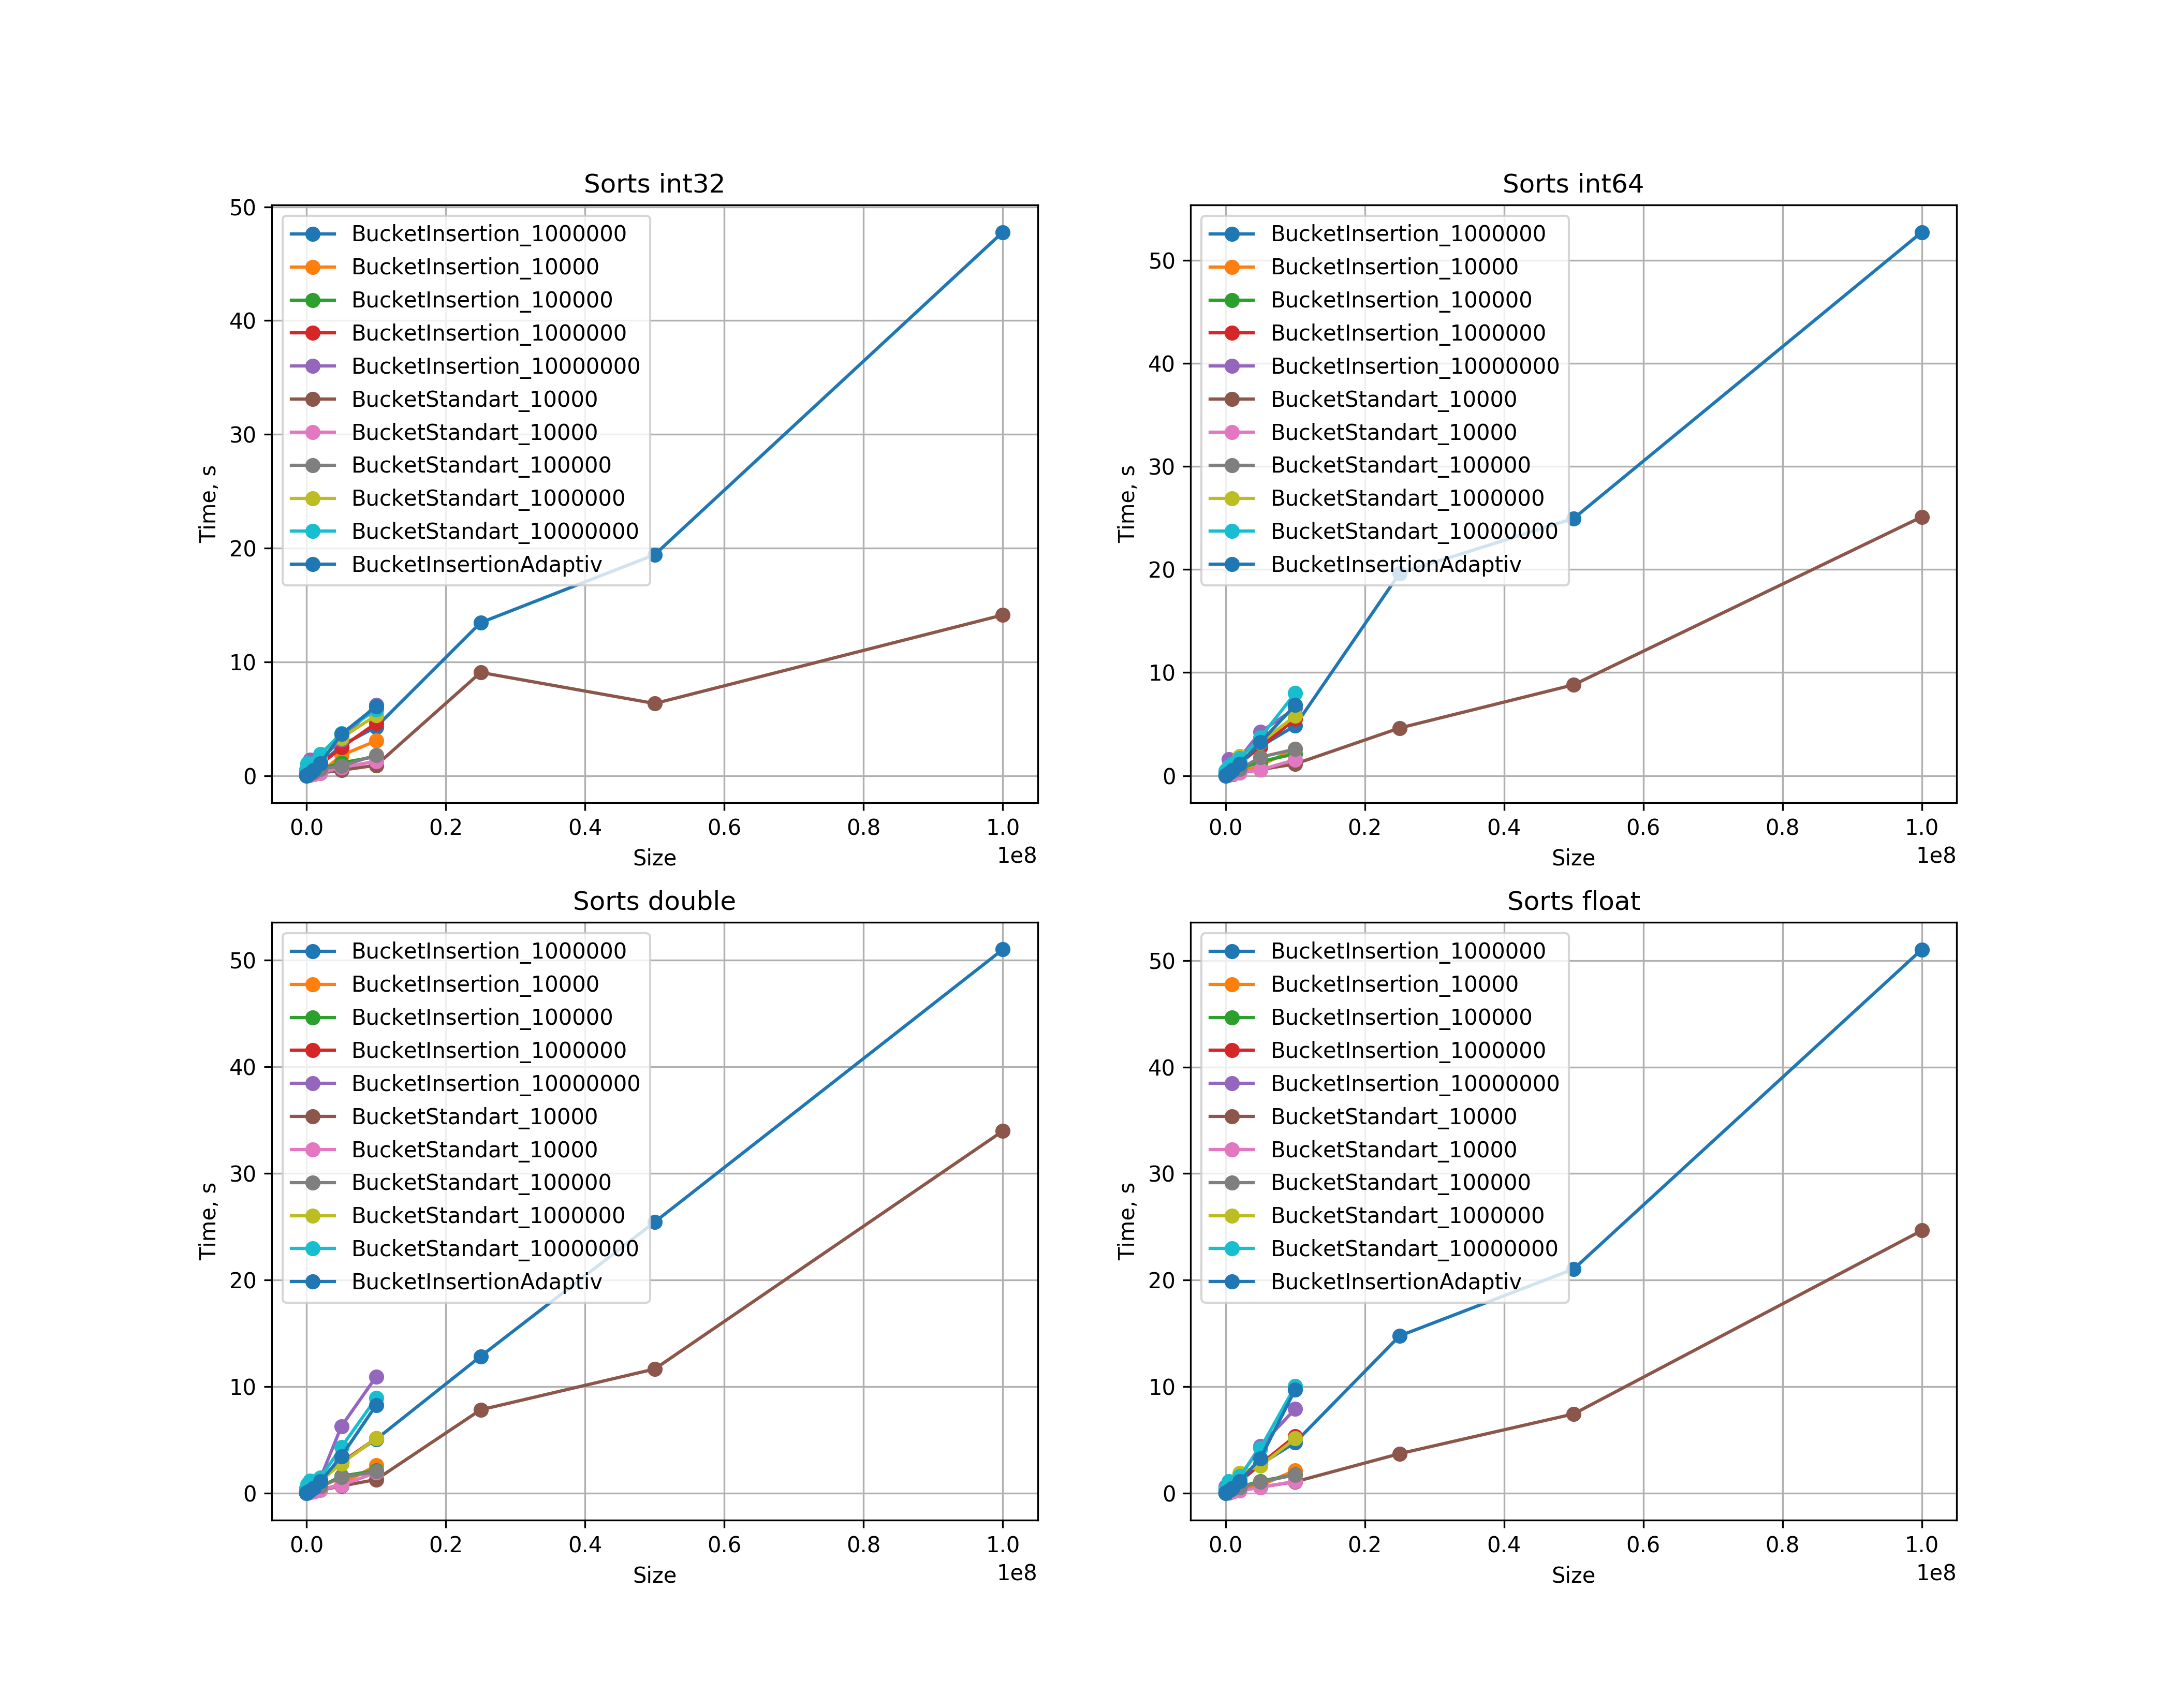 Sorts int32
50
40
30
20
10
0
Time, s
BucketInsertion_1000000
BucketInsertion_10000
BucketInsertion_100000
BucketInsertion_1000000
BucketInsertion_10000000
BucketStandart_10000
BucketStandart_10000
BucketStandart_100000
BucketStandart_1000000
BucketStandart_10000000
BucketInsertionAdaptiv
0.0 0.2 0.4 0.6 0.8 1.0
Size
1e8
Sorts int64
50
40
30
20
10
0
Time, s
BucketInsertion_1000000
BucketInsertion_10000
BucketInsertion_100000
BucketInsertion_1000000
BucketInsertion_10000000
BucketStandart_10000
BucketStandart_10000
BucketStandart_100000
BucketStandart_1000000
BucketStandart_10000000
BucketInsertionAdaptiv
0.0 0.2 0.4 0.6 0.8 1.0
Size
1e8
Sorts double
50
40
30
20
10
0
Time, s
BucketInsertion_1000000
BucketInsertion_10000
BucketInsertion_100000
BucketInsertion_1000000
BucketInsertion_10000000
BucketStandart_10000
BucketStandart_10000
BucketStandart_100000
BucketStandart_1000000
BucketStandart_10000000
BucketInsertionAdaptiv
0.0 0.2 0.4 0.6 0.8 1.0
Size
1e8
Sorts float
50
40
30
20
10
0
Time, s
BucketInsertion_1000000
BucketInsertion_10000
BucketInsertion_100000
BucketInsertion_1000000
BucketInsertion_10000000
BucketStandart_10000
BucketStandart_10000
BucketStandart_100000
BucketStandart_1000000
BucketStandart_10000000
BucketInsertionAdaptiv
0.0 0.2 0.4 0.6 0.8 1.0
Size
1e8